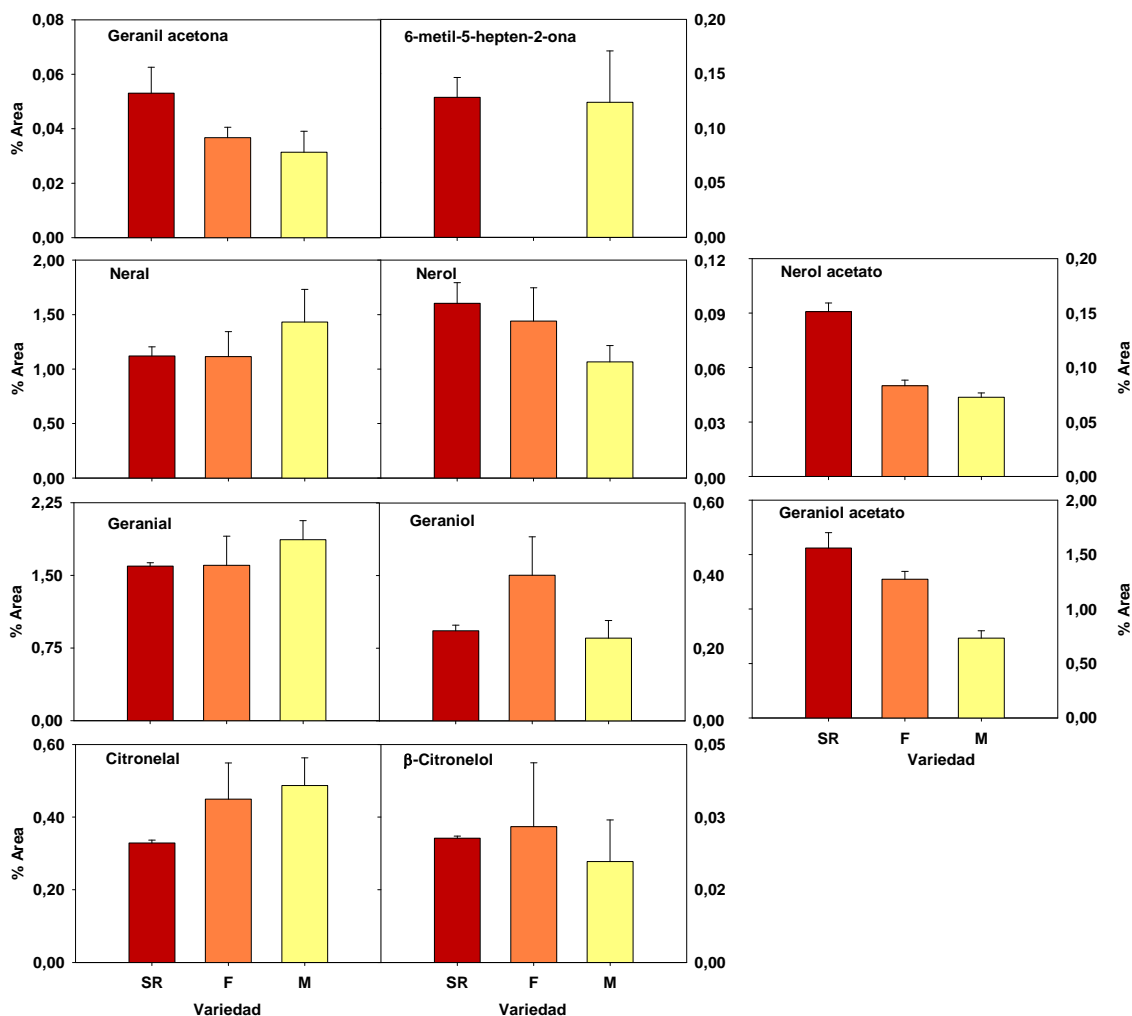 Geranil acetona
% Area
0,08
0,06
0,04
0,02
0,00
6-metil-5-hepten-2-ona
0,20
0,15
0,10
0,05
0,00
Neral
% Area
2,00
1,50
1,00
0,50
0,00
Nerol
0,12
0,09
0,06
0,03
0,00
Nerol acetato
0,20
0,15
0,10
0,05
0,00
% Area
Geranial
% Area
2,25
1,50
0,75
0,00
Geraniol
0,60
0,40
0,20
0,00
Geraniol acetato
2,00
1,50
1,00
0,50
0,00
% Area
SR F M
Variedad
Citronelal
% Area
0,60
0,40
0,20
0,00
SR F M
Variedad
β-Citronelol
0,05
0,03
0,02
0,00
SR F M
Variedad